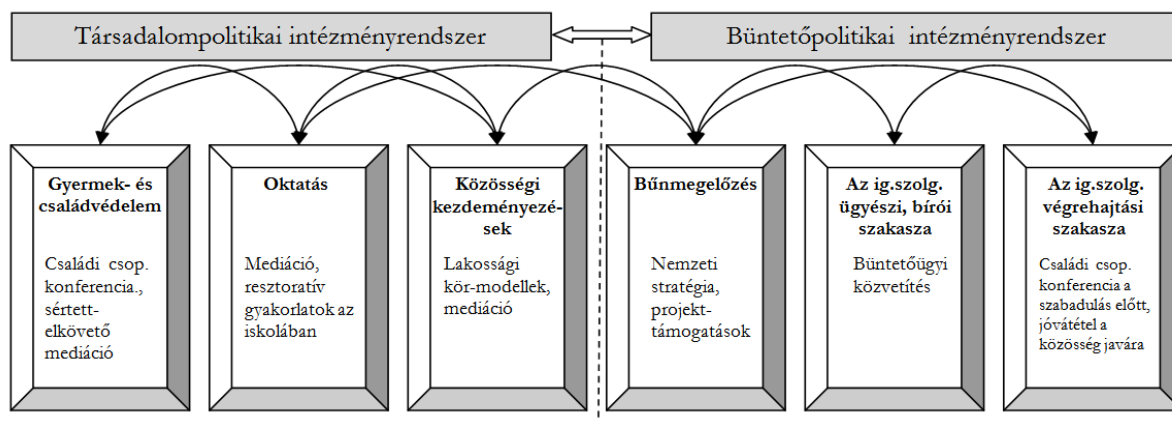 Társadalompolitikai intézményrendszer
Büntetőpolitikai intézményrendszer
Gyermek- és
családvédelem
Családi csop.
konferencia.,
sértett-
elkövető
mediáció
Oktatás
Mediáció,
resztoratív
gyakorlatok az
iskolában
Közösségi
kezdeményezé-
sek
Lakossági
kör-modellek,
mediáció
Bűnmegelőzés
Nemzeti
stratégia,
projekt-
támogatások
Az ig.szolg.
ügyészi, bírói
szakasza
Büntetőügyi
közvetítés
Az ig.szolg.
végrehajtási
szakasza
Családi csop.
konferencia a
szabadulás előtt,
jóvátétel a
közösség javára